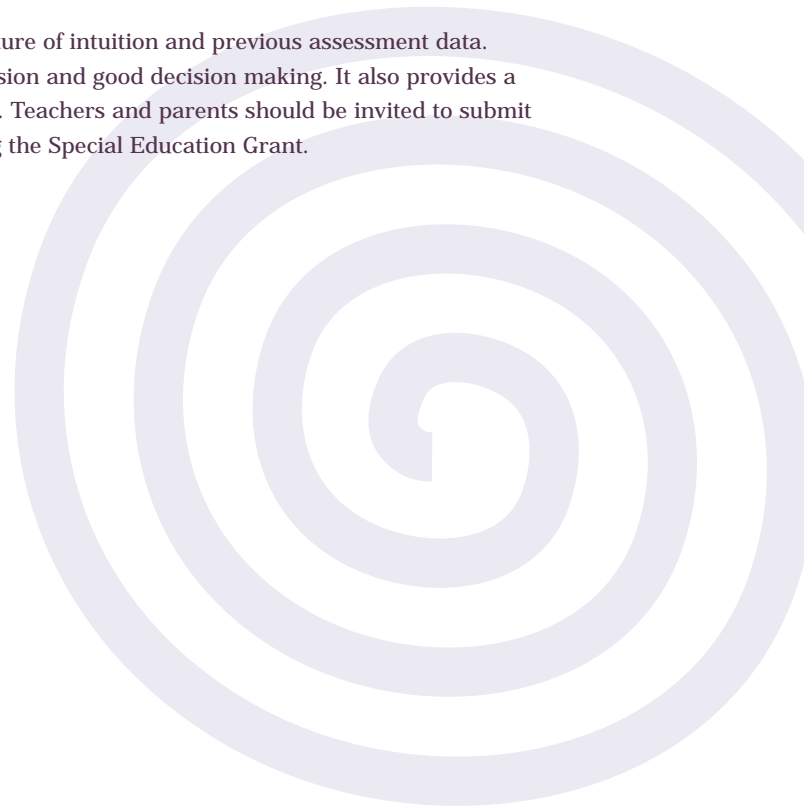 ure of intuition and previous assessment data.
sion and good decision making. It also provides a
. Teachers and parents should be invited to submit
g the Special Education Grant.